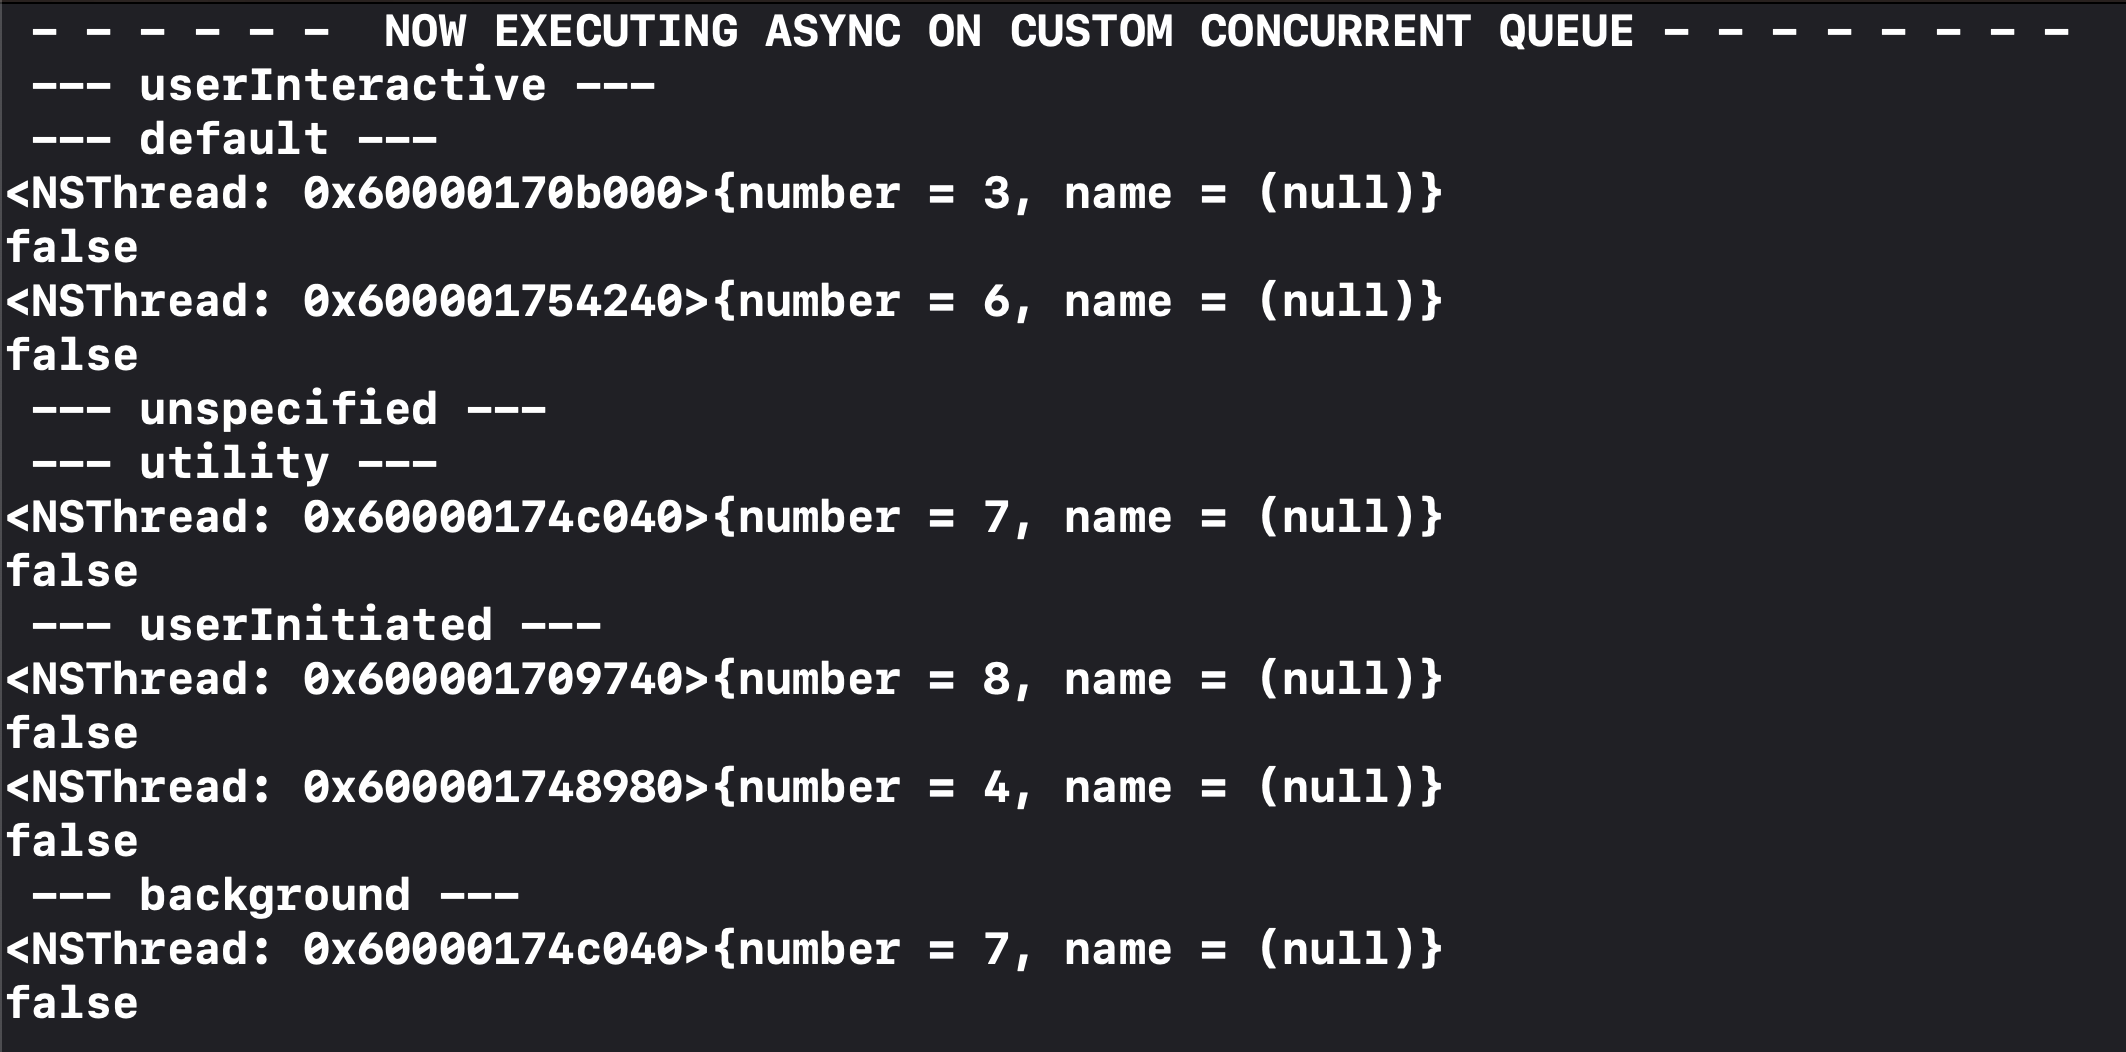 - - - - - -  NOW EXECUTING ASYNC ON CUSTOM CONCURRENT QUEUE - - - - - - - -
--- userInteractive ---
--- default ---
<NSThread: 0x60000170b000>{number = 3, name = (null)}
false
<NSThread: 0x600001754240>{number = 6, name = (null)}
false
--- unspecified ---
--- utility ---
<NSThread: 0x60000174c040>{number = 7, name = (null)}
false
--- userInitiated ---
<NSThread: 0x600001709740>{number = 8, name = (null)}
false
<NSThread: 0x600001748980>{number = 4, name = (null)}
false
--- background ---
<NSThread: 0x60000174c040>{number = 7, name = (null)}
false